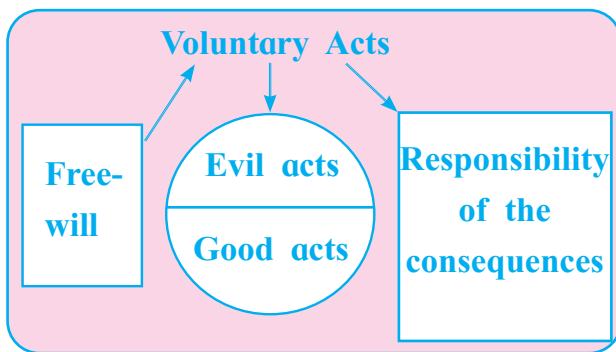 Voluntary Acts
Free-
will
Evil acts
Good acts
Responsibility
of the
consequences